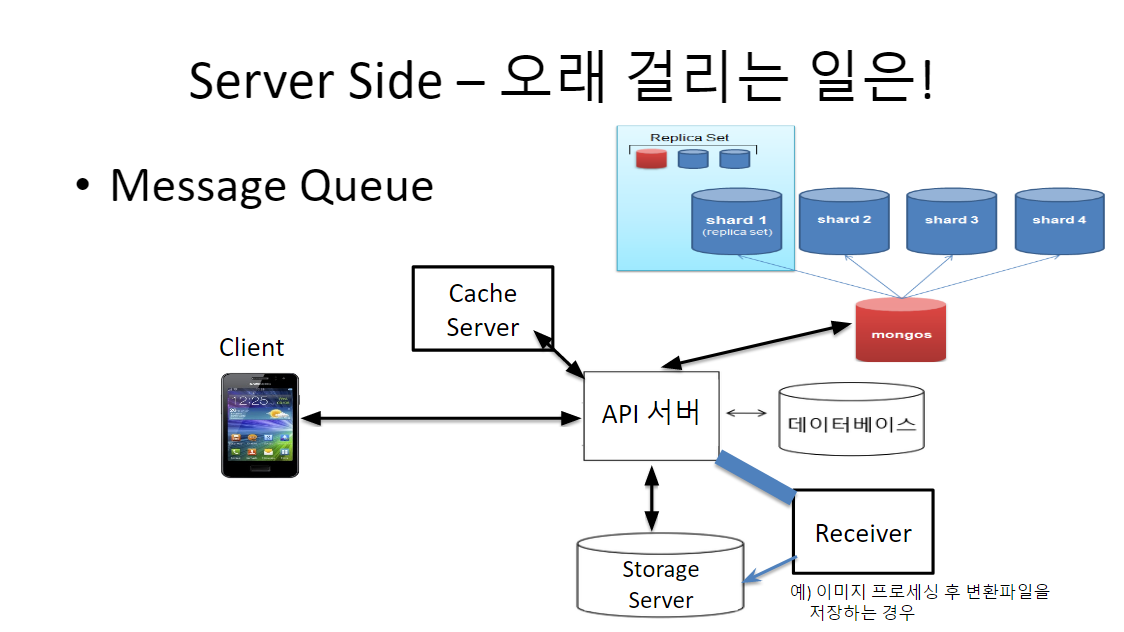 Server Side – 오래 걸리는 일은!
• Message Queue
Replica Set
shard 1
(replica set)
shard 2
shard 3
shard 4
Cache
Server
mongos
Client
12:25
API 서버
데이터베이스
Receiver
Storage
Server
예) 이미지 프로세싱 후 변환파일을
저장하는 경우